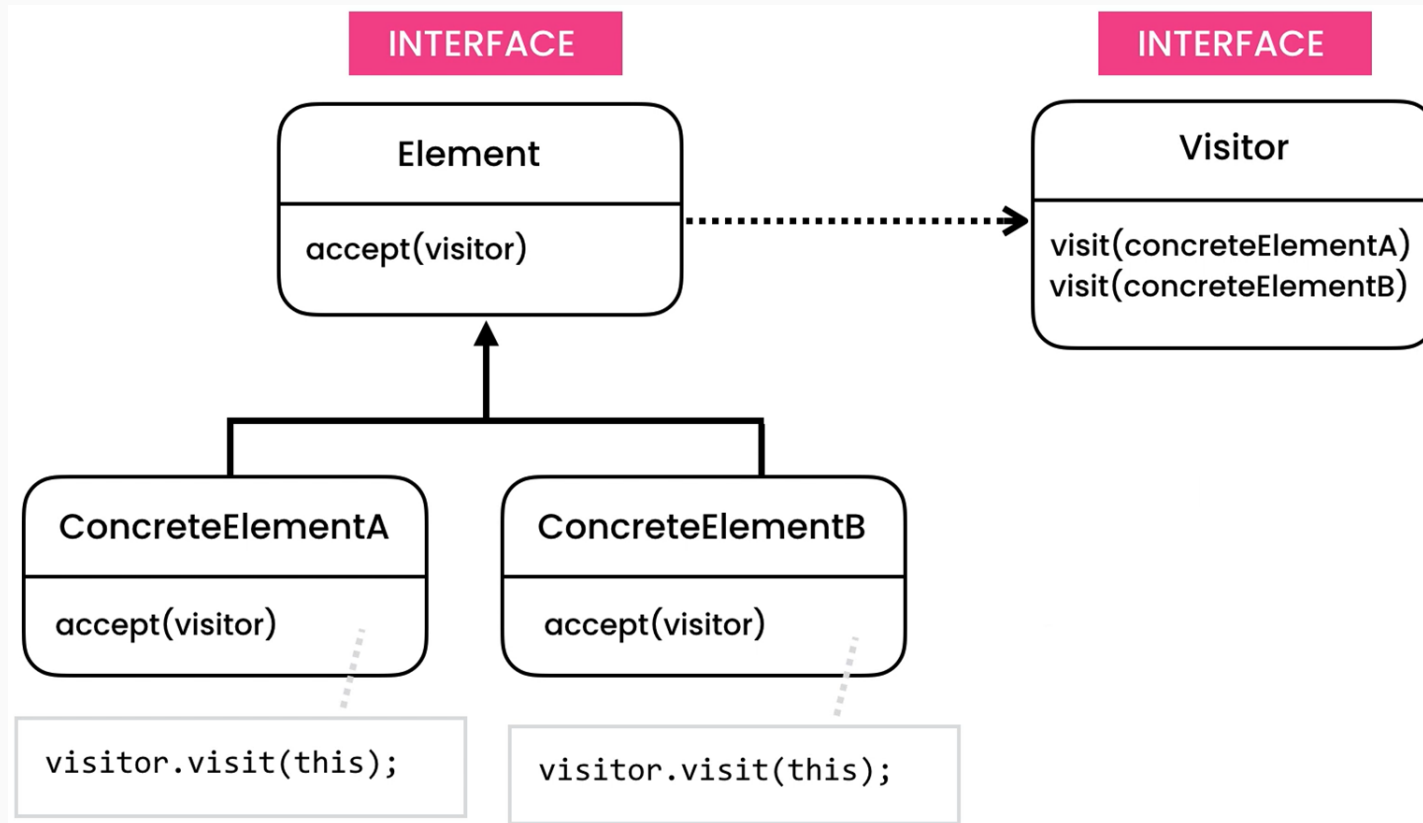 INTERFACE
INTERFACE
Element
accept(visitor)
Visitor
visit(concreteElementA)
visit(concreteElementB)
ConcreteElementA
accept(visitor)
ConcreteElementB
accept(visitor)
visitor.visit(this);
visitor.visit(this);